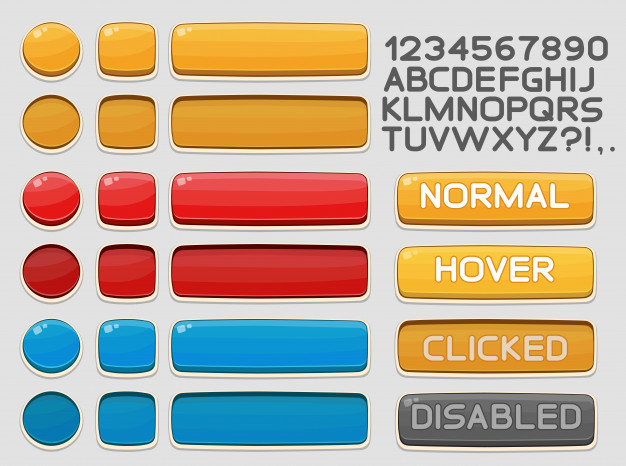 1234567890
ABCDEFGHIJ
KLMNOPQRS
TUVWXYZ?!,.
NORMAL
HOVER
CLICKED
DISABLED